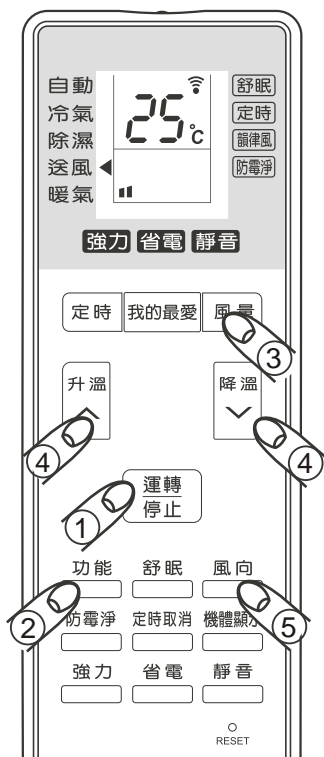 自動
冷氣
除濕
送風
暖氣
25℃
舒眠
定時
韻律風
防霉淨
強力 省電 靜音
定時 我的最愛 風量
③
升溫 降溫
④ ④
運轉
停止
①
功能 舒眠 風向
② ⑤
防霉淨 定時取消 機體顯示
強力 省電 靜音
RESET